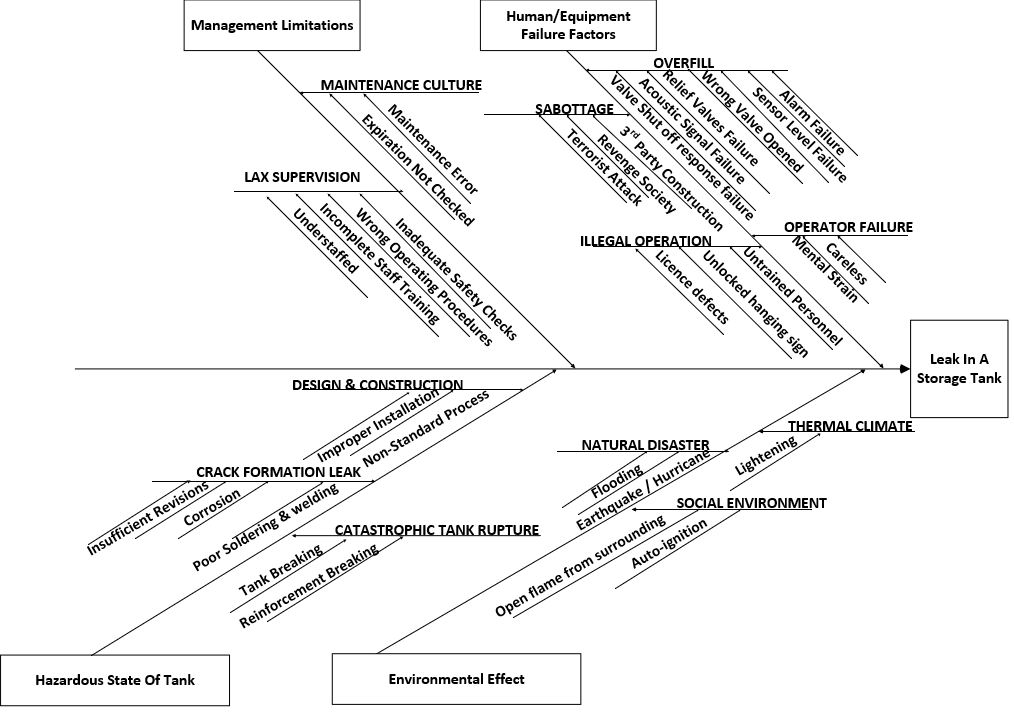 Management Limitations
Human/Equipment
Failure Factors
MAINTENANCE CULTURE
Maintenance Error
Expiration Not Checked
LAX SUPERVISION
Inadequate Safety Checks
Wrong Operating Procedures
Incomplete Staff Training
Understaffed
OVERFILL
Alarm Failure
Sensor Level Failure
Wrong Valve Opened
Relief Valves Failure
Acoustic Signal Failure
Valve Shut off response failure
SABOTTAGE
3rd Party Construction
Revenge Society
Terrorist Attack
OPERATOR FAILURE
Careless
Mental Strain
ILLEGAL OPERATION
Untrained Personnel
Unlocked hanging sign
Licence defects
Leak In A
Storage Tank
DESIGN & CONSTRUCTION
Improper Installation
Non-Standard Process
CRACK FORMATION LEAK
Insufficient Revisions
Corrosion
Poor Soldering & welding
CATASTROPHIC TANK RUPTURE
Tank Breaking
Reinforcement Breaking
THERMAL CLIMATE
Lightening
NATURAL DISASTER
Flooding
Earthquake / Hurricane
SOCIAL ENVIRONMENT
Open flame from surrounding
Auto-ignition
Hazardous State Of Tank
Environmental Effect